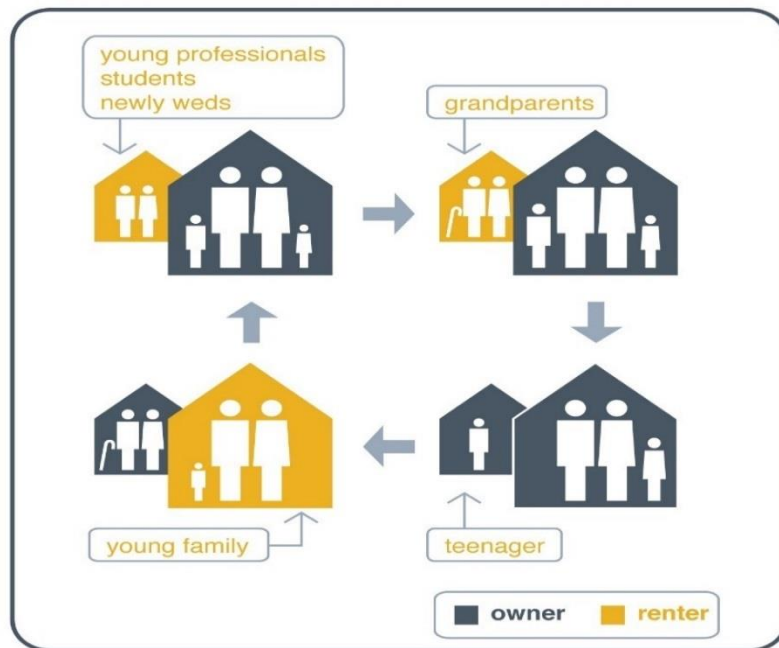 young professionals
students
newly weds
grandparents
young family
teenager
owner
renter